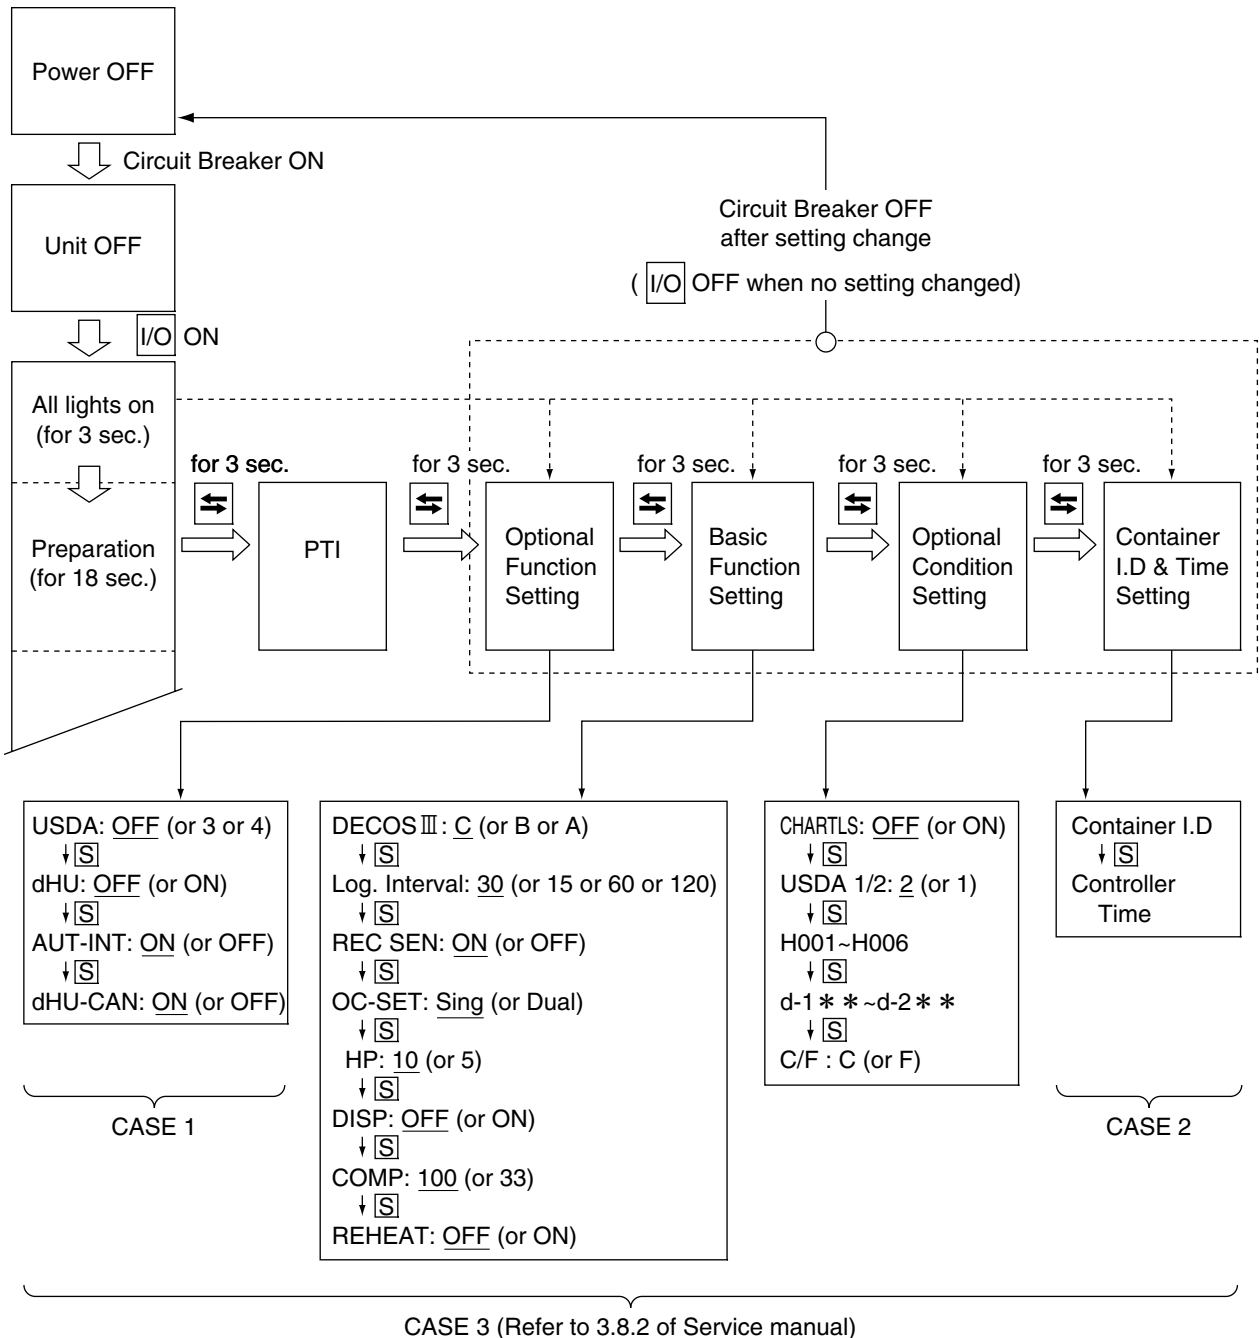 Power OFF
Circuit Breaker ON
Unit OFF
Circuit Breaker OFF
after setting change
( I/O OFF when no setting changed)
I/O ON
All lights on
(for 3 sec.)
for 3 sec.
for 3 sec.
for 3 sec.
for 3 sec.
for 3 sec.
Preparation
(for 18 sec.)
PTI
Optional
Function
Setting
Basic
Function
Setting
Optional
Condition
Setting
Container
I.D & Time
Setting
USDA: OFF (or 3 or 4)
S
dHU: OFF (or ON)
S
AUT-INT: ON (or OFF)
S
dHU-CAN: ON (or OFF)
CASE 1
DECOSⅢ: C (or B or A)
S
Log. Interval: 30 (or 15 or 60 or 120)
S
REC SEN: ON (or OFF)
S
OC-SET: Sing (or Dual)
S
HP: 10 (or 5)
S
DISP: OFF (or ON)
S
COMP: 100 (or 33)
S
REHEAT: OFF (or ON)
CHARTLS: OFF (or ON)
S
USDA 1/2: 2 (or 1)
S
H001~H006
S
d-1＊＊~d-2＊＊
S
C/F : C (or F)
Container I.D
S
Controller
Time
CASE 2
CASE 3 (Refer to 3.8.2 of Service manual)